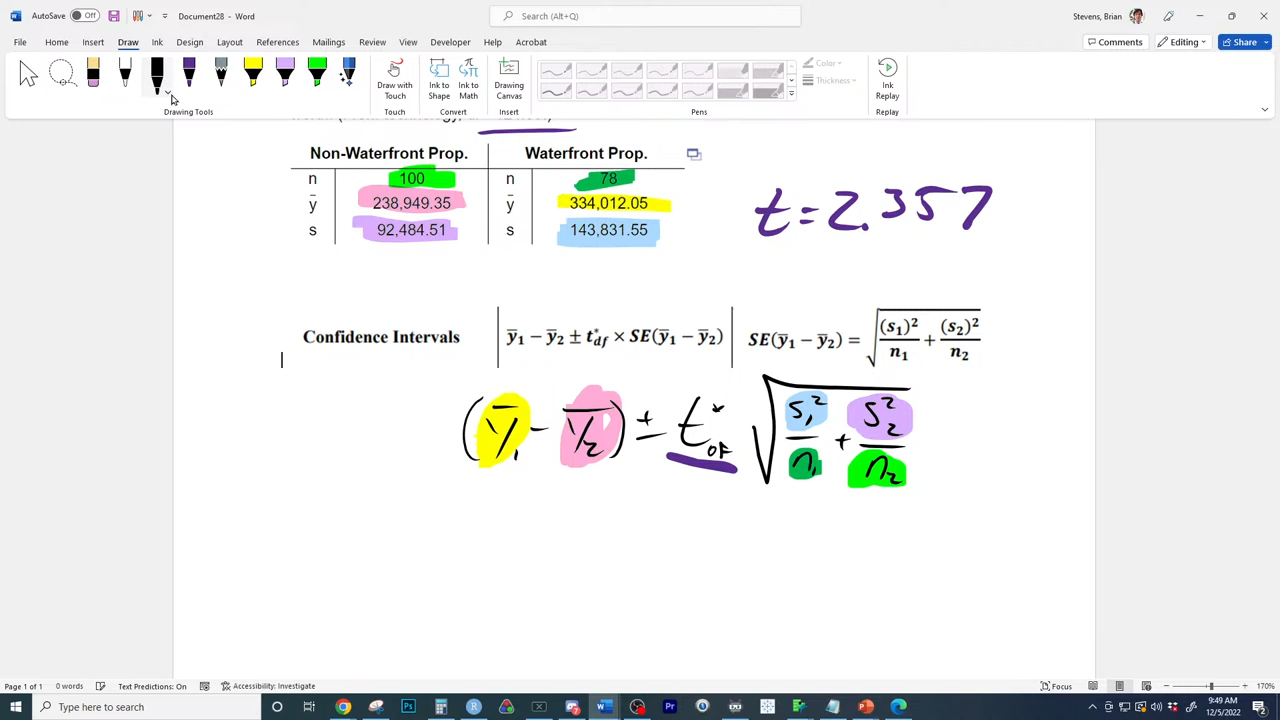 AutoSave Off Document28 - Word Search (Alt+Q) Stevens, Brian
File Home Insert Draw Ink Design Layout References Mailings Review View Developer Help Acrobat Comments Editing Share
Draw with Touch Ink to Shape Ink to Math Drawing Canvas Color Thickness Ink Replay
Drawing Tools Touch Convert Insert Pens Replay
Non-Waterfront Prop. Waterfront Prop.
n 100 n 78
ȳ 238,949.35 ȳ 334,012.05
s 92,484.51 s 143,831.55
t = 2.357
Confidence Intervals ȳ₁ − ȳ₂ ± t*df × SE(ȳ₁ − ȳ₂) SE(ȳ₁ − ȳ₂) = √((s₁)²/n₁ + (s₂)²/n₂)
(ȳ₁ − ȳ₂) ± t*DF √(s₁²/n₁ + s₂²/n₂)
Page 1 of 1 0 words Text Predictions: On Accessibility: Investigate Focus 170%
Type here to search 9:49 AM
12/5/2022